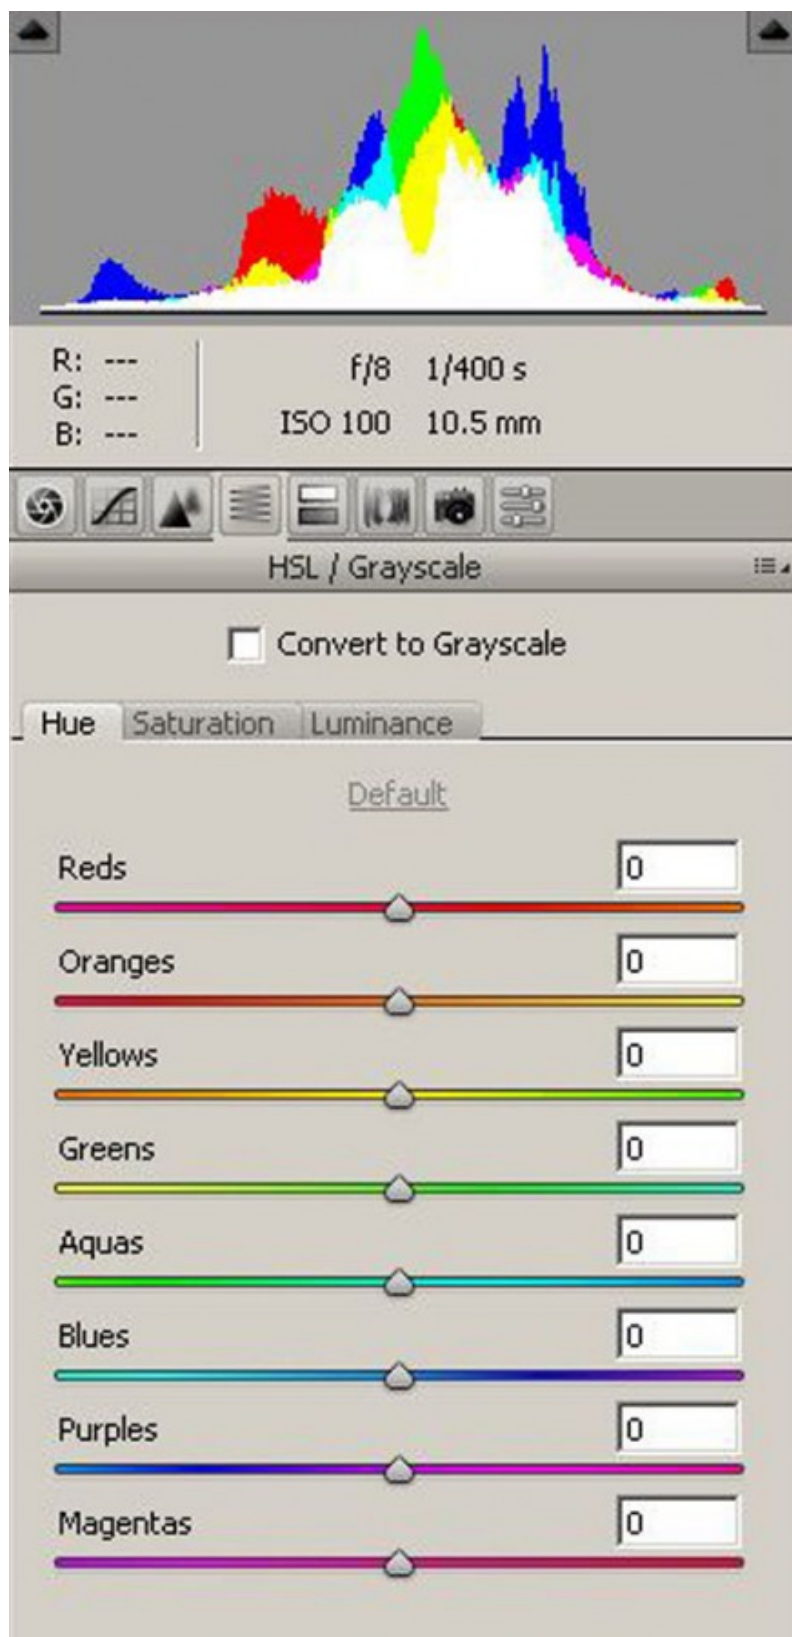 R: ---
G: ---
B: ---
f/8 1/400 s
ISO 100 10.5 mm
HSL / Grayscale
Convert to Grayscale
Hue Saturation Luminance
Default
Reds 0
Oranges 0
Yellows 0
Greens 0
Aquas 0
Blues 0
Purples 0
Magentas 0